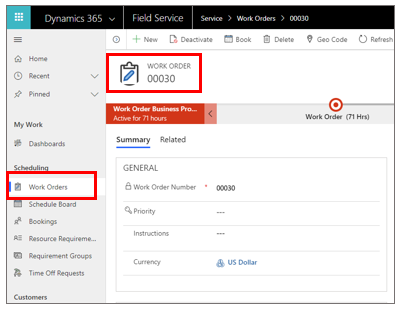 Dynamics 365 Field Service Service > Work Orders > 00030
+ New Deactivate Book Delete Geo Code Refresh
Home
Recent
Pinned
My Work
Dashboards
Scheduling
Work Orders
Schedule Board
Bookings
Resource Requireme...
Requirement Groups
Time Off Requests
Customers
WORK ORDER
00030
Work Order Business Pro...
Active for 71 hours
Work Order (71 Hrs)
Summary Related
GENERAL
Work Order Number * 00030
Priority ---
Instructions ---
Currency US Dollar